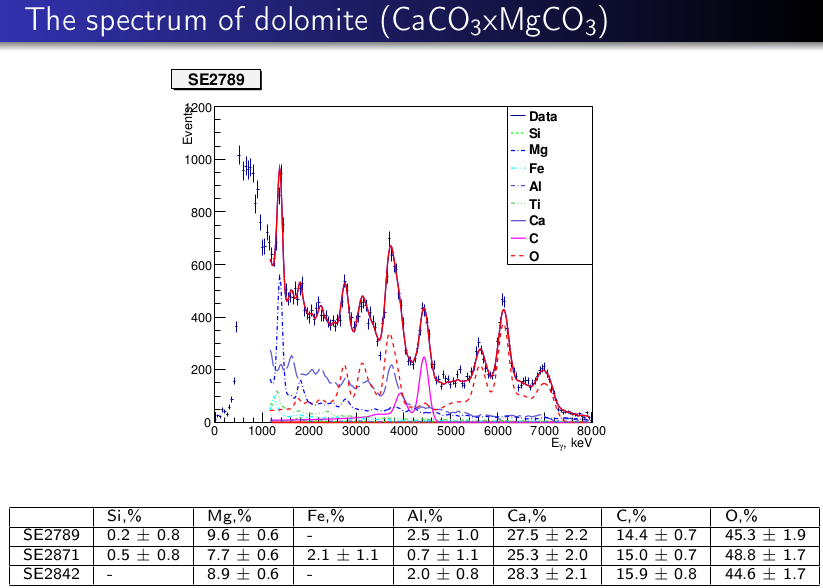 The spectrum of dolomite (CaCO₃xMgCO₃)
SE2789
Events
1200
1000
800
600
400
200
0
0 1000 2000 3000 4000 5000 6000 7000 8000
Eγ, keV
Data
Si
Mg
Fe
Al
Ti
Ca
C
O
Si,% Mg,% Fe,% Al,% Ca,% C,% O,%
SE2789 0.2 ± 0.8 9.6 ± 0.6 - 2.5 ± 1.0 27.5 ± 2.2 14.4 ± 0.7 45.3 ± 1.9
SE2871 0.5 ± 0.8 7.7 ± 0.6 2.1 ± 1.1 0.7 ± 1.1 25.3 ± 2.0 15.0 ± 0.7 48.8 ± 1.7
SE2842 - 8.9 ± 0.6 - 2.0 ± 0.8 28.3 ± 2.1 15.9 ± 0.8 44.6 ± 1.7